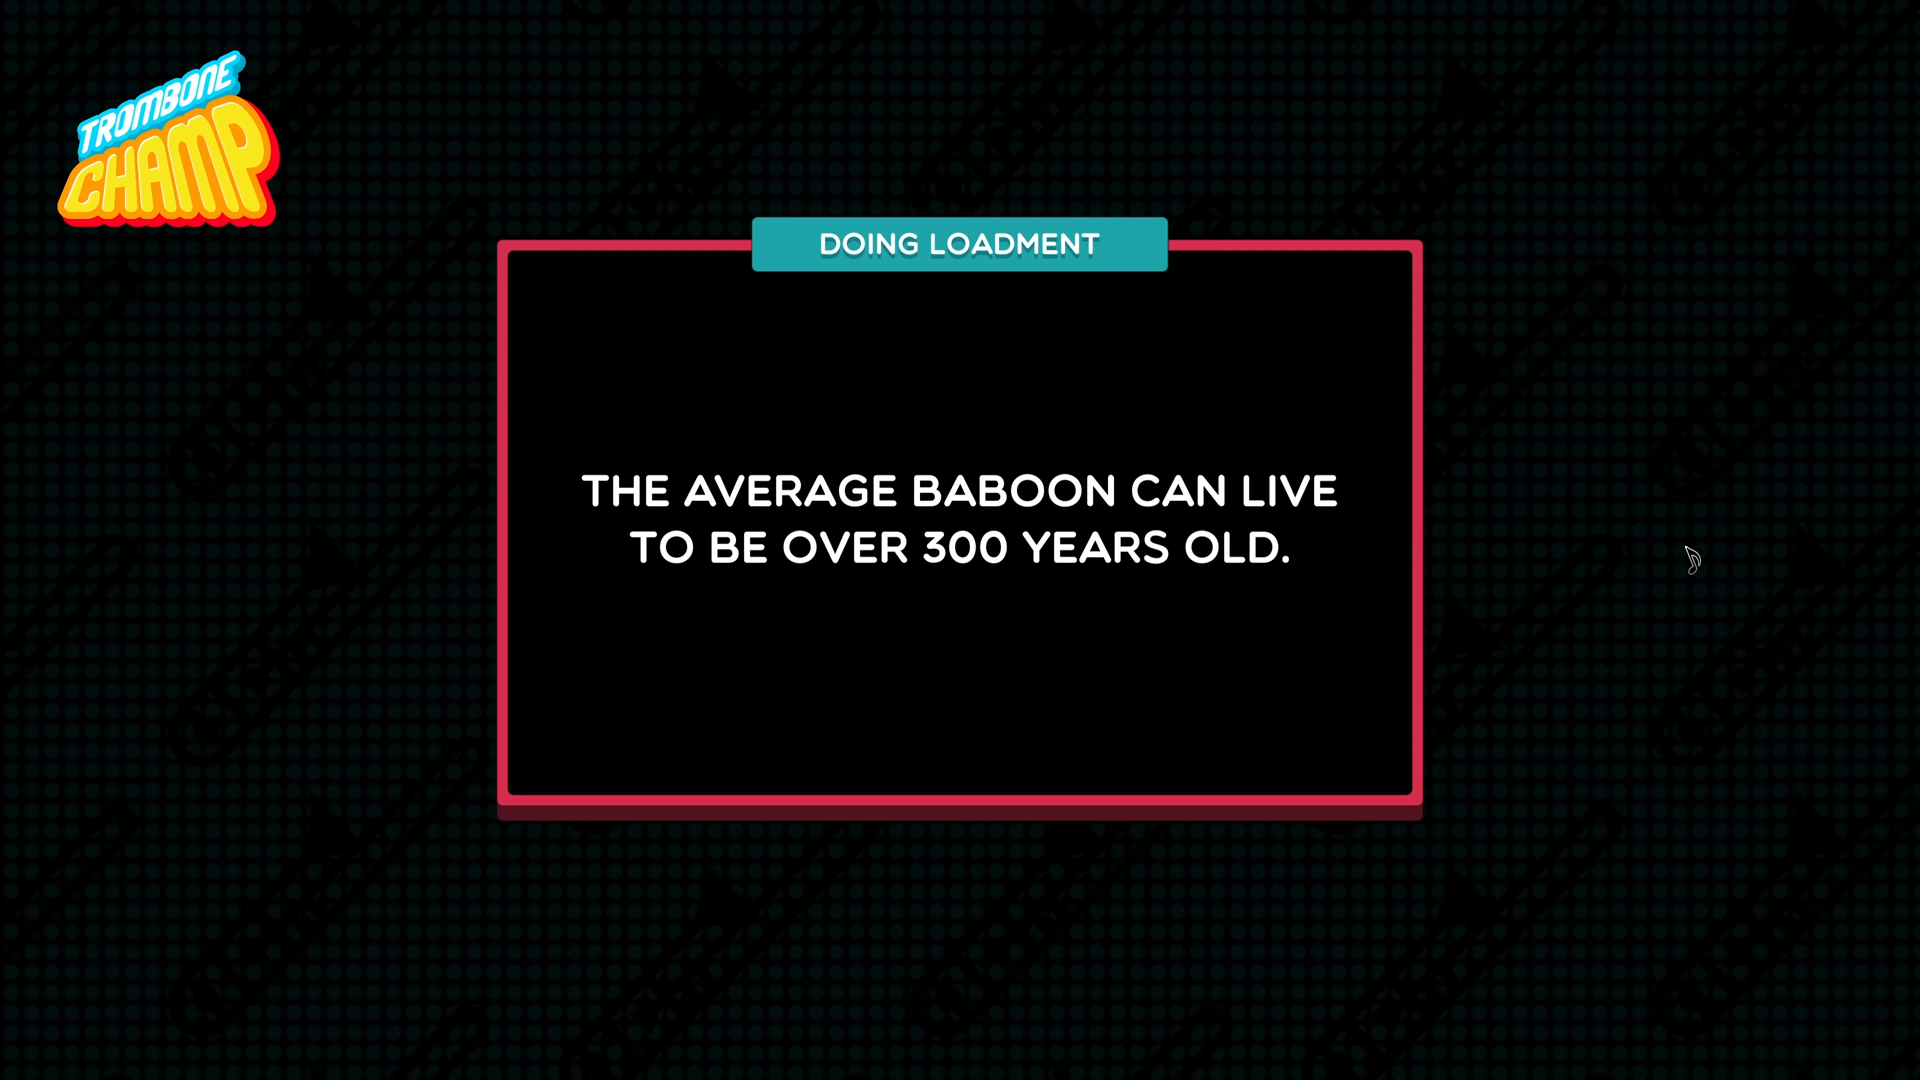 TROMBONE
CHAMP
DOING LOADMENT
THE AVERAGE BABOON CAN LIVE
TO BE OVER 300 YEARS OLD.